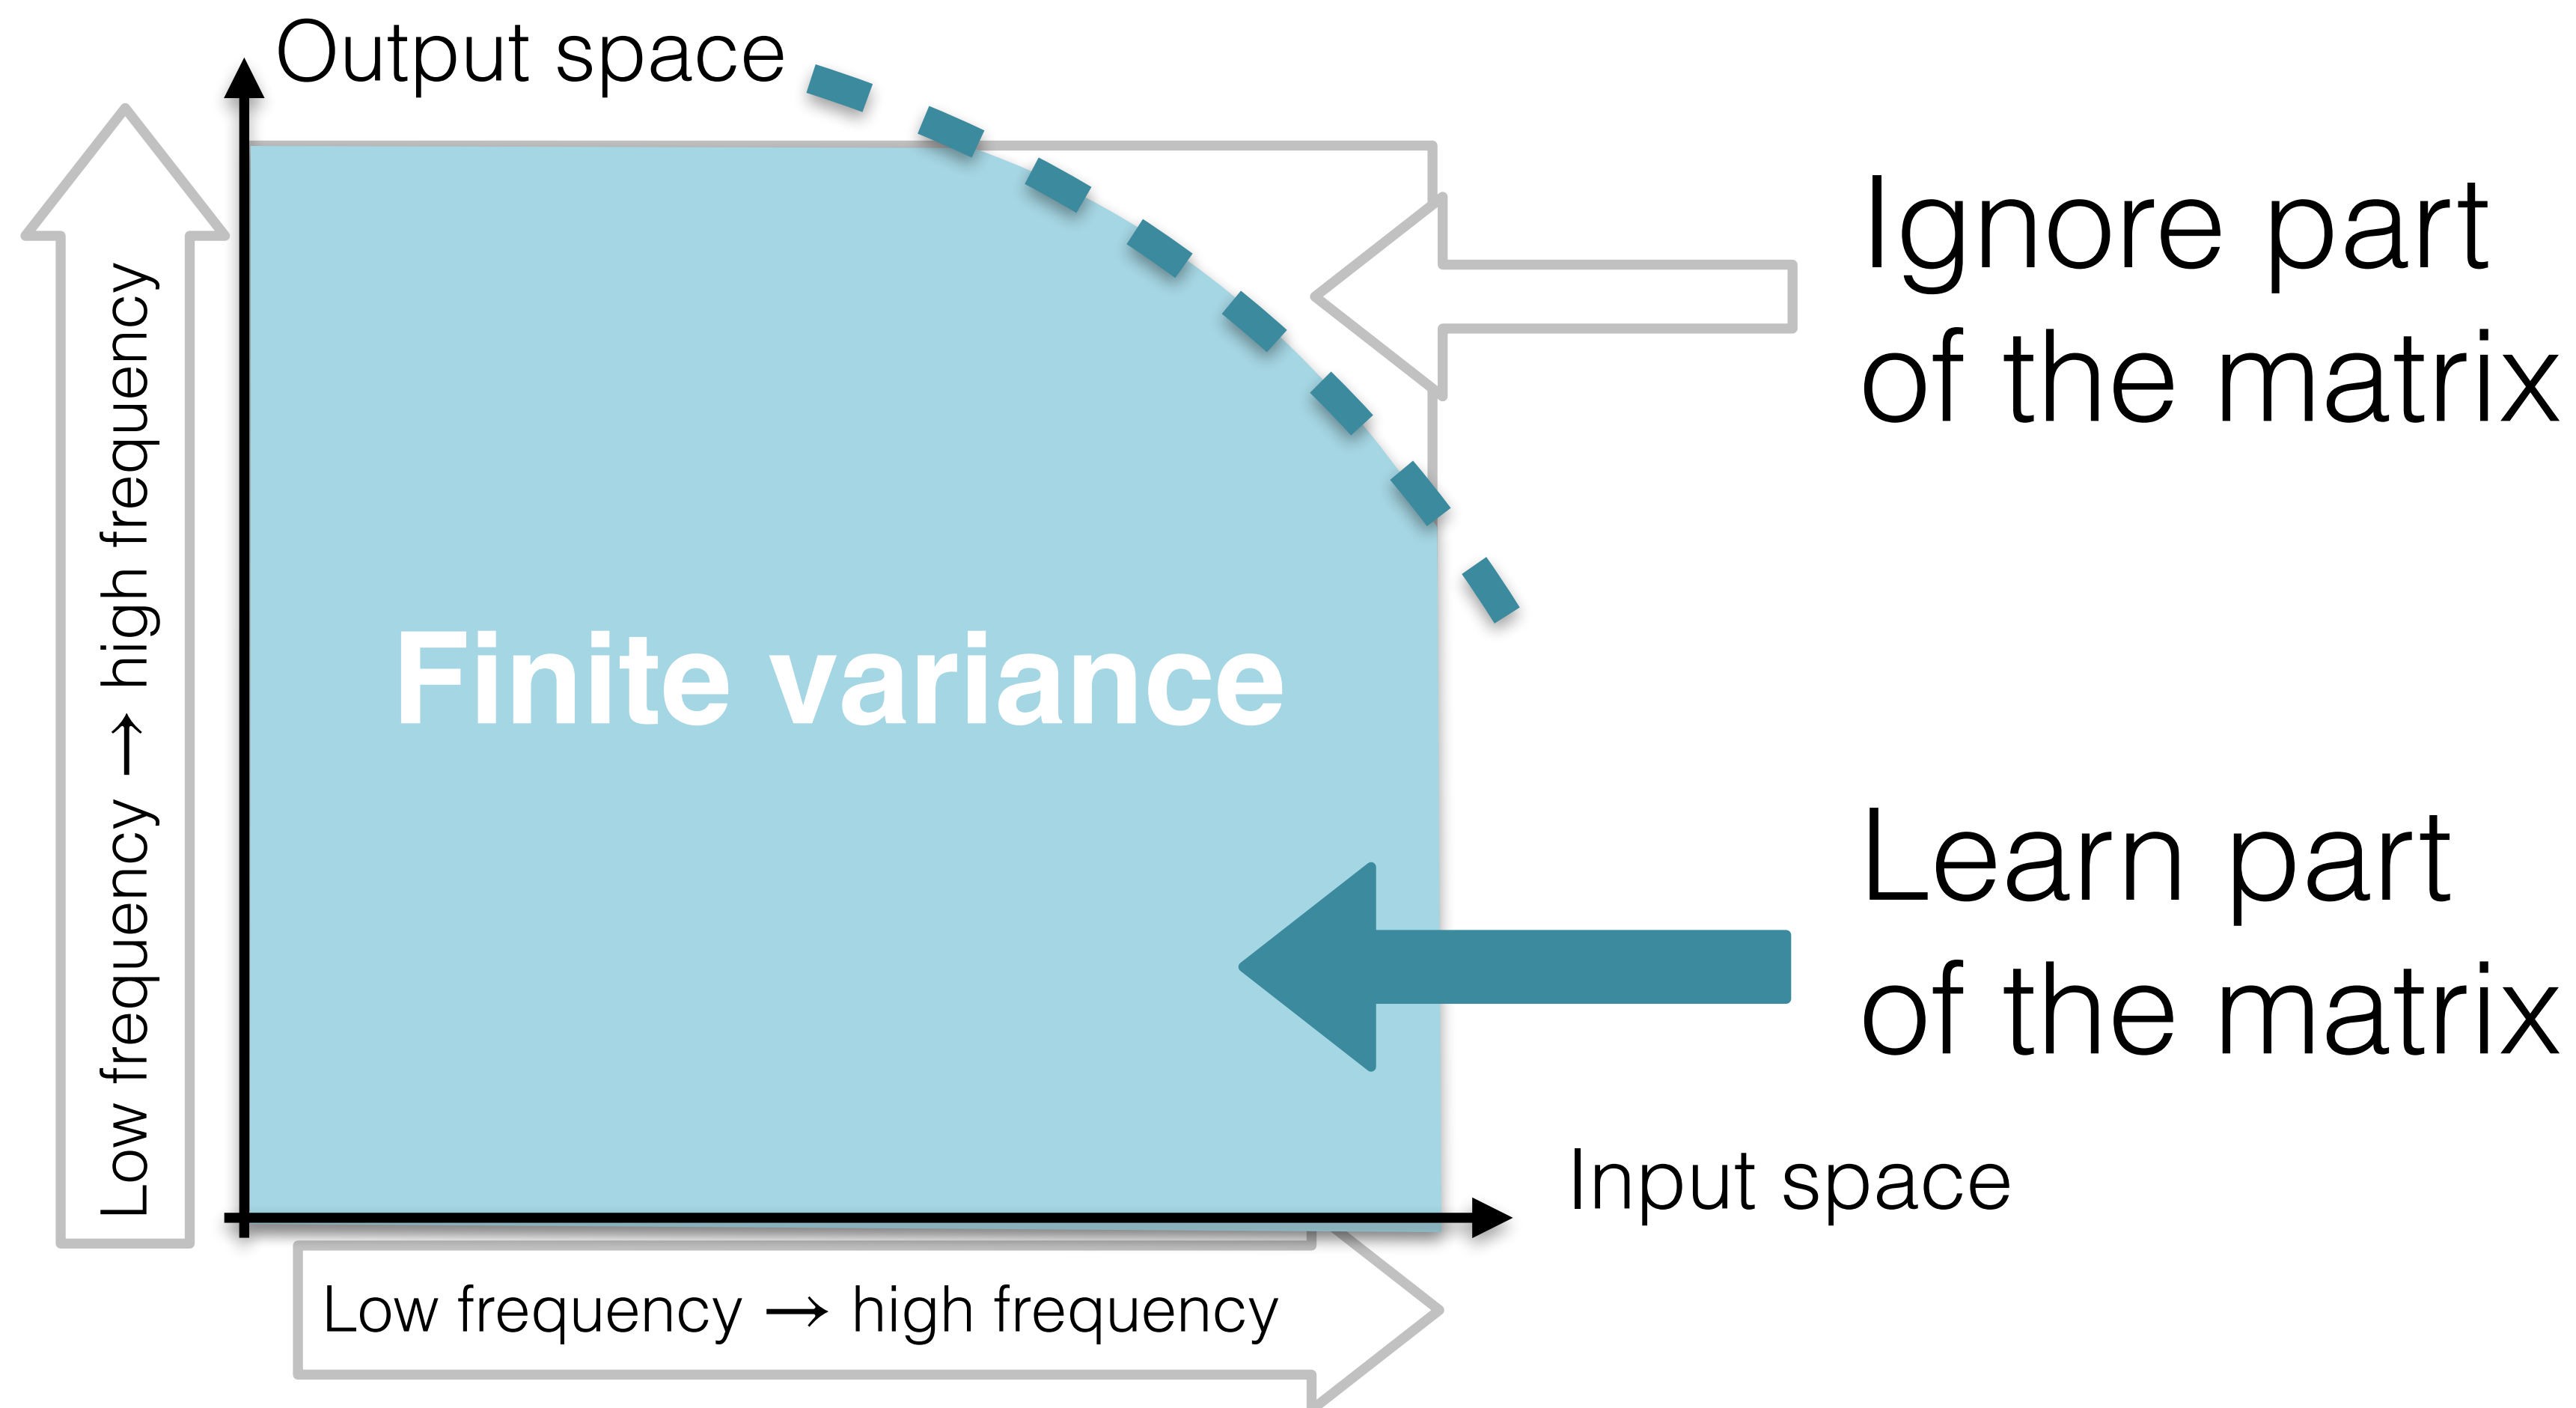 Output space
Low frequency → high frequency
Ignore part
of the matrix
Finite variance
Learn part
of the matrix
Input space
Low frequency → high frequency